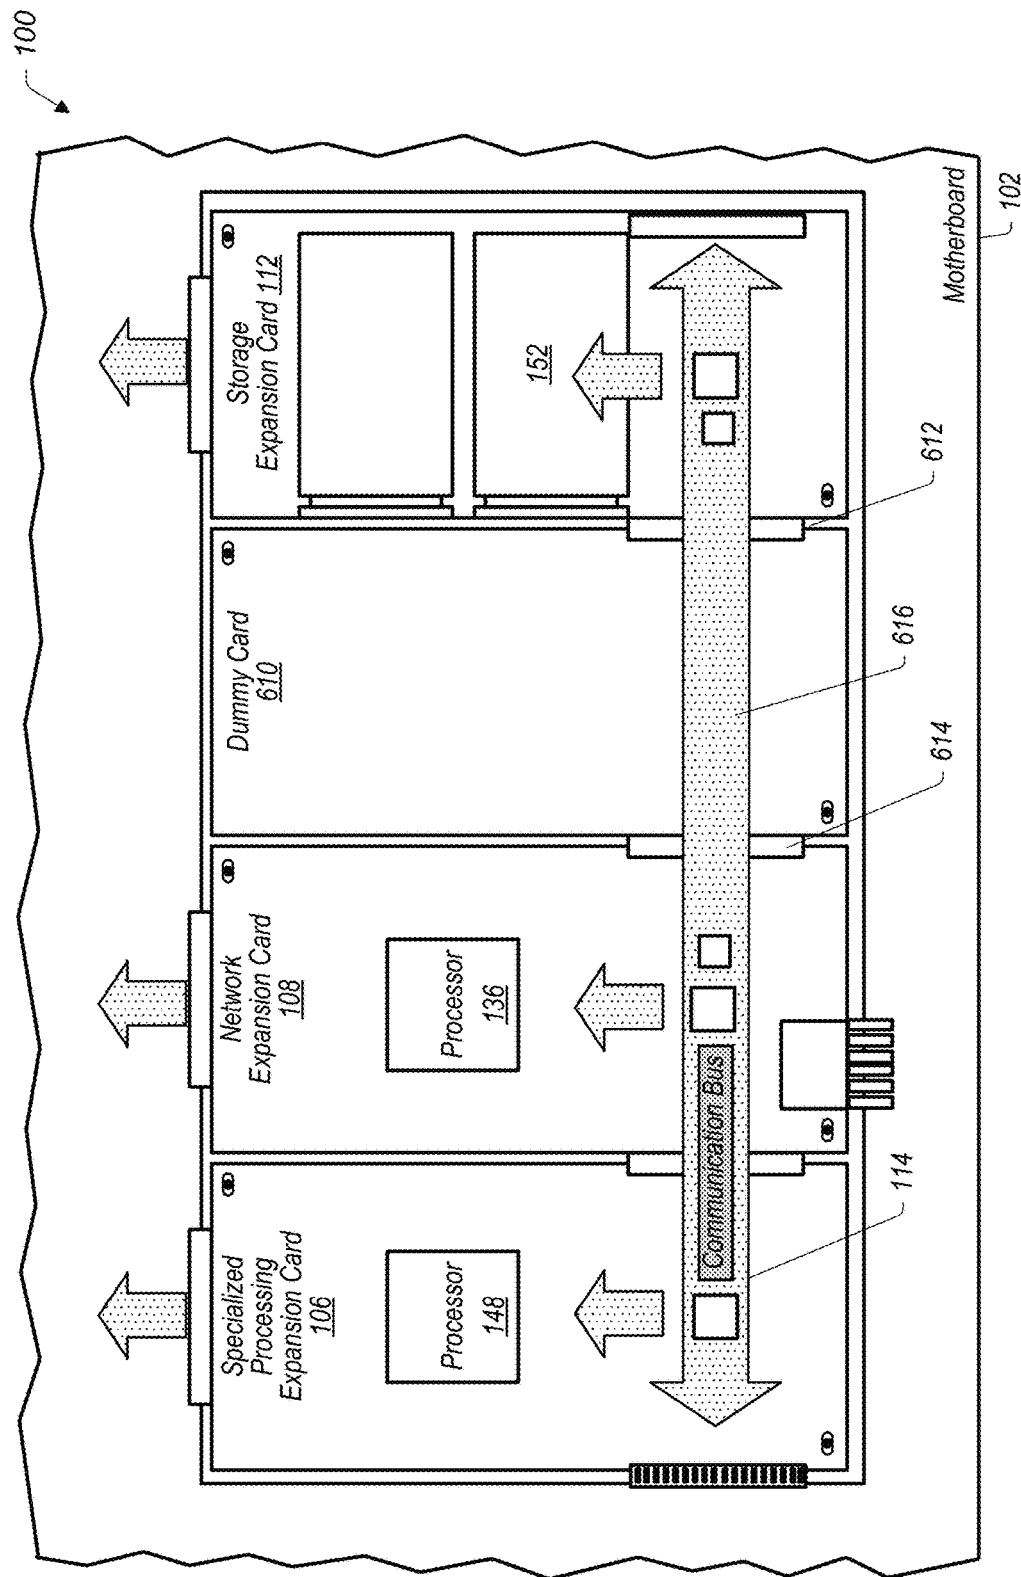 100
Specialized
Processing
Expansion Card
106
Processor
148
Network
Expansion Card
108
Processor
136
Dummy Card
610
Storage
Expansion Card 112
152
Communication Bus
114
614
616
612
Motherboard
102